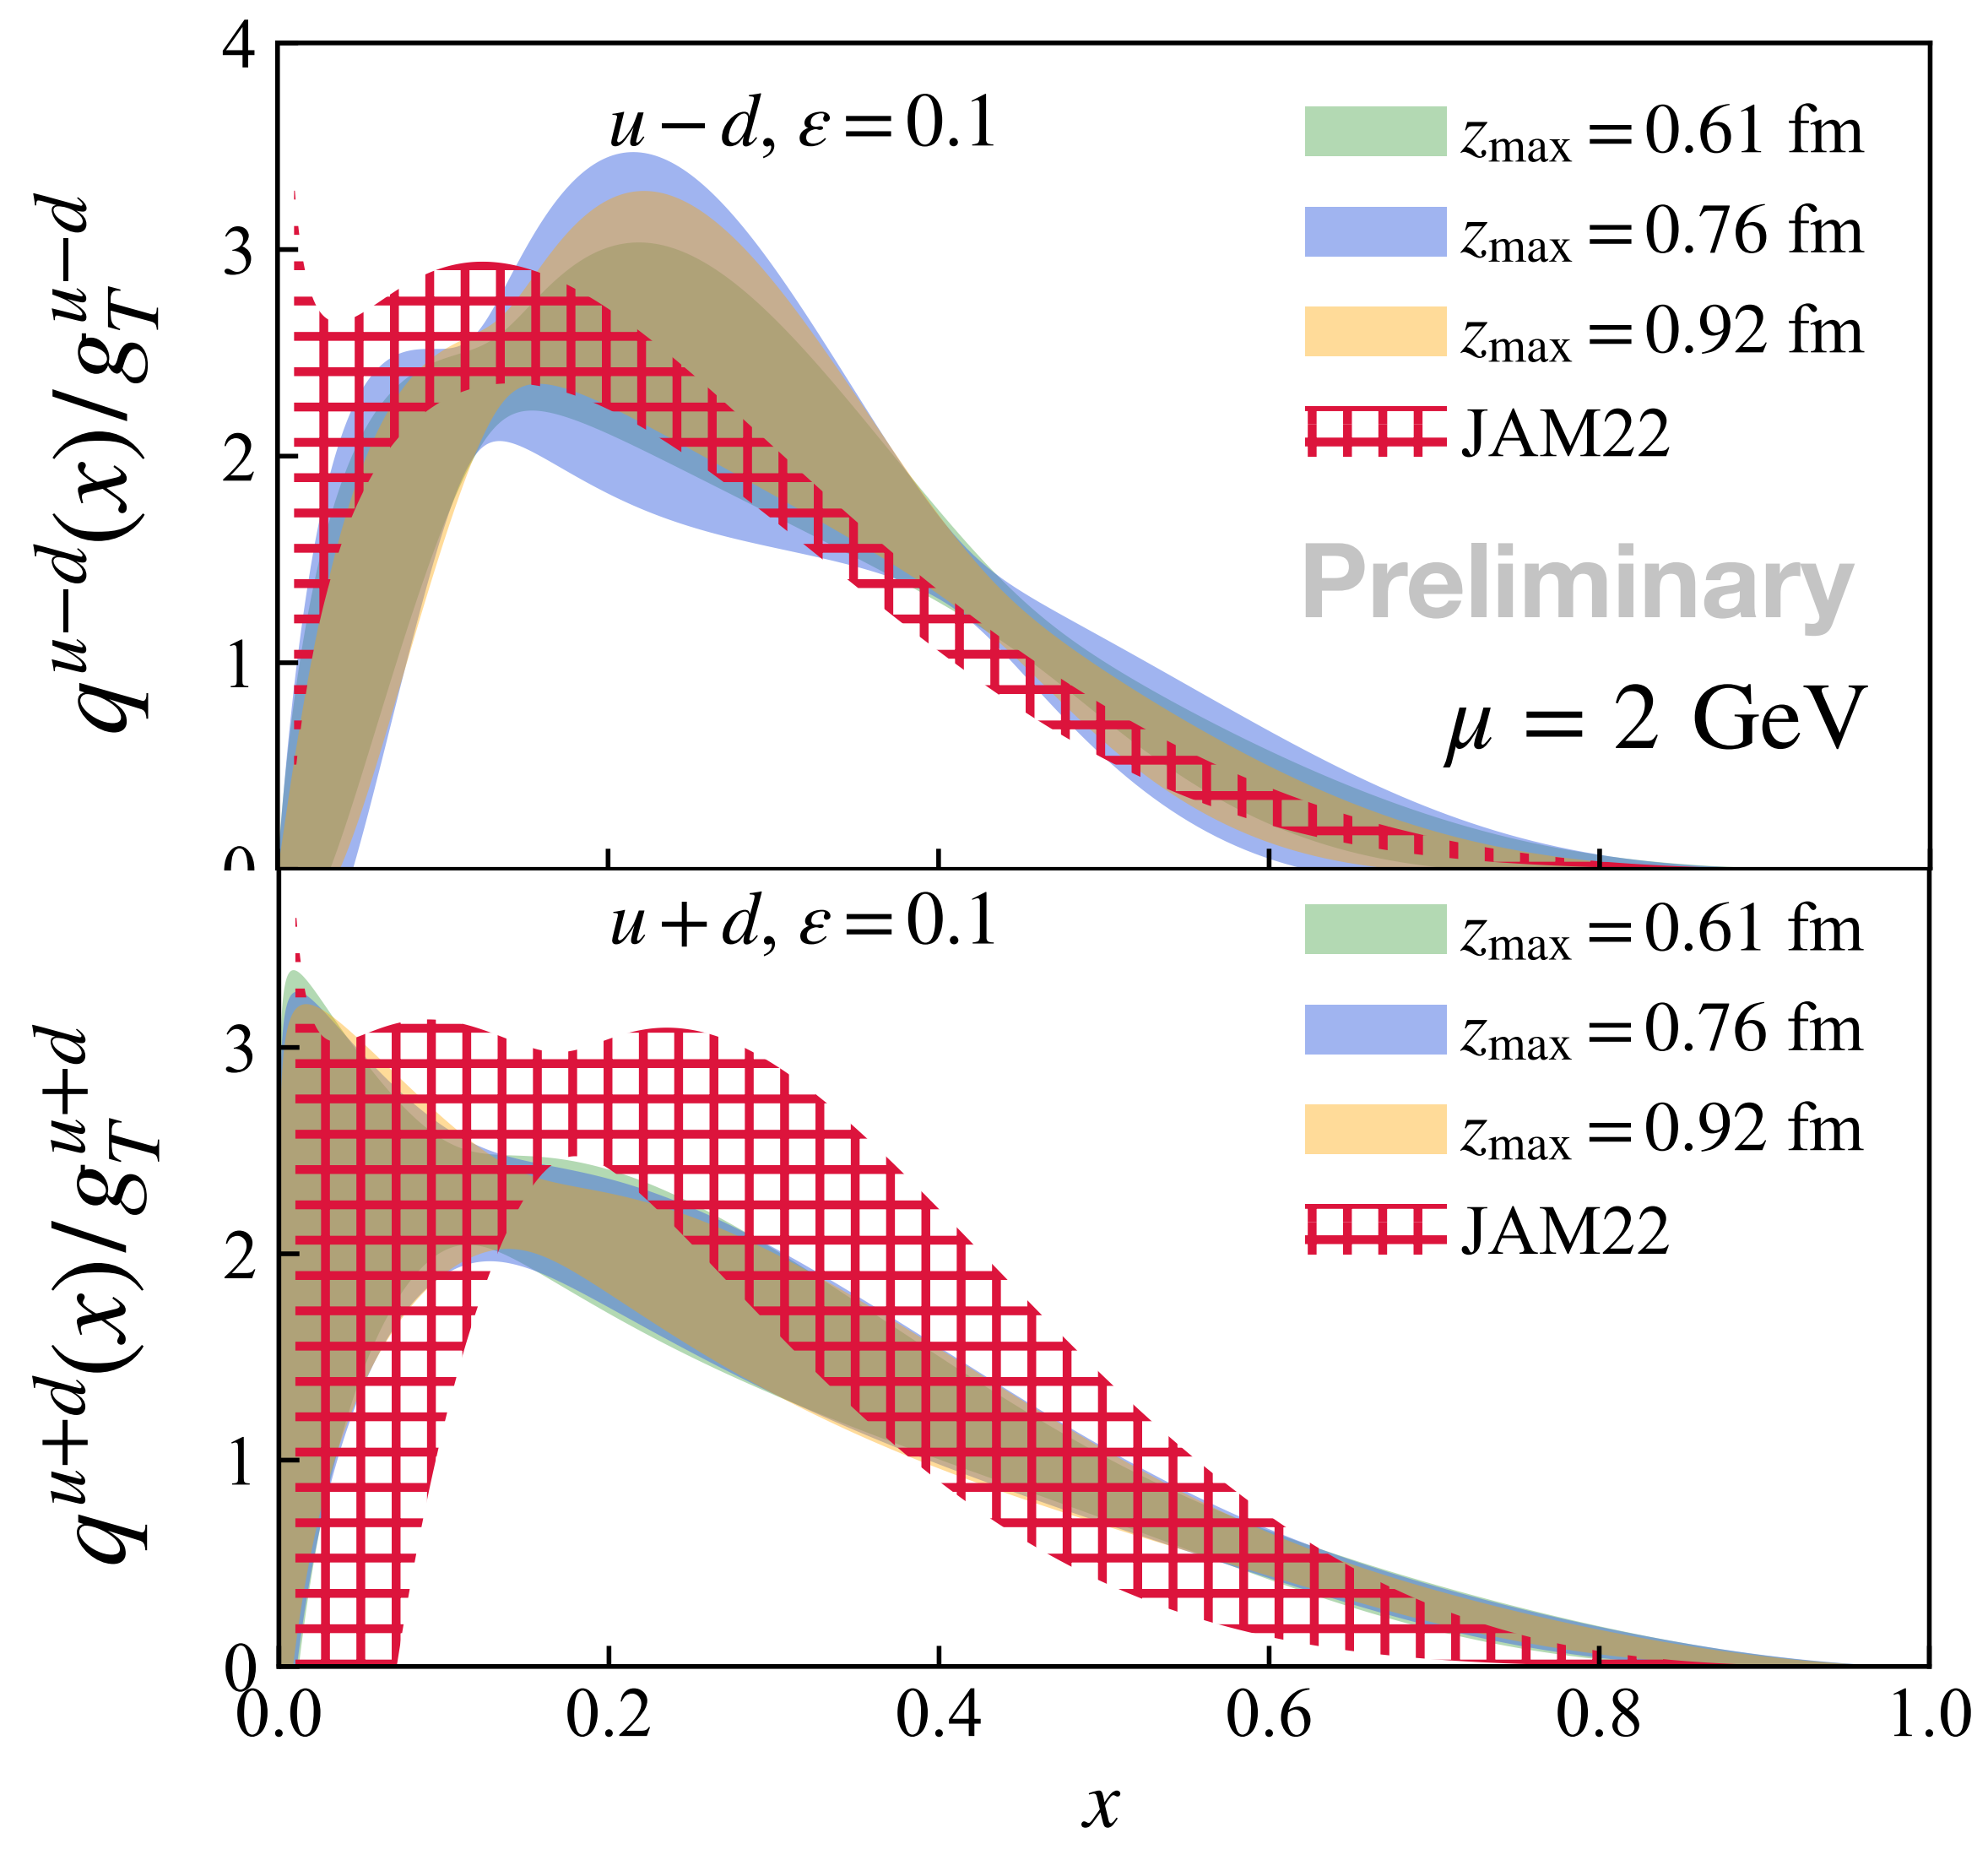 4
3
2
1
0
q^{u−d}(x)/g_T^{u−d}
u−d, ε=0.1
z_max=0.61 fm
z_max=0.76 fm
z_max=0.92 fm
JAM22
Preliminary
μ = 2 GeV
3
2
1
0
q^{u+d}(x)/g_T^{u+d}
u+d, ε=0.1
z_max=0.61 fm
z_max=0.76 fm
z_max=0.92 fm
JAM22
0.0 0.2 0.4 0.6 0.8 1.0
x